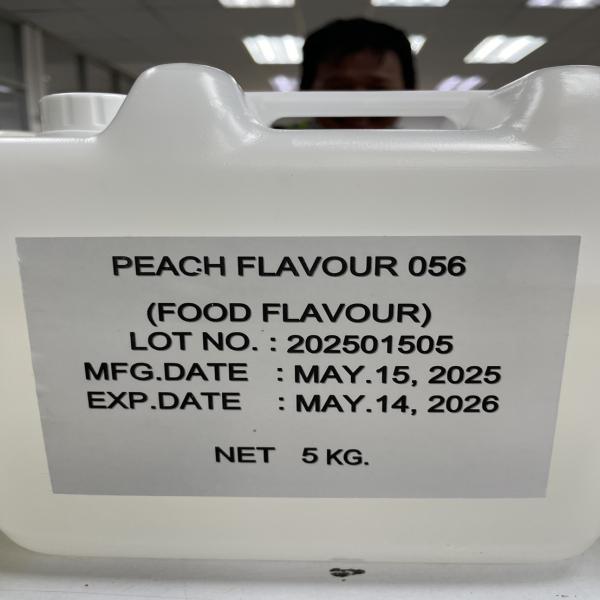 PEACH FLAVOUR 056
(FOOD FLAVOUR)
LOT NO. : 202501505
MFG.DATE : MAY.15, 2025
EXP.DATE : MAY.14, 2026
NET 5 KG.